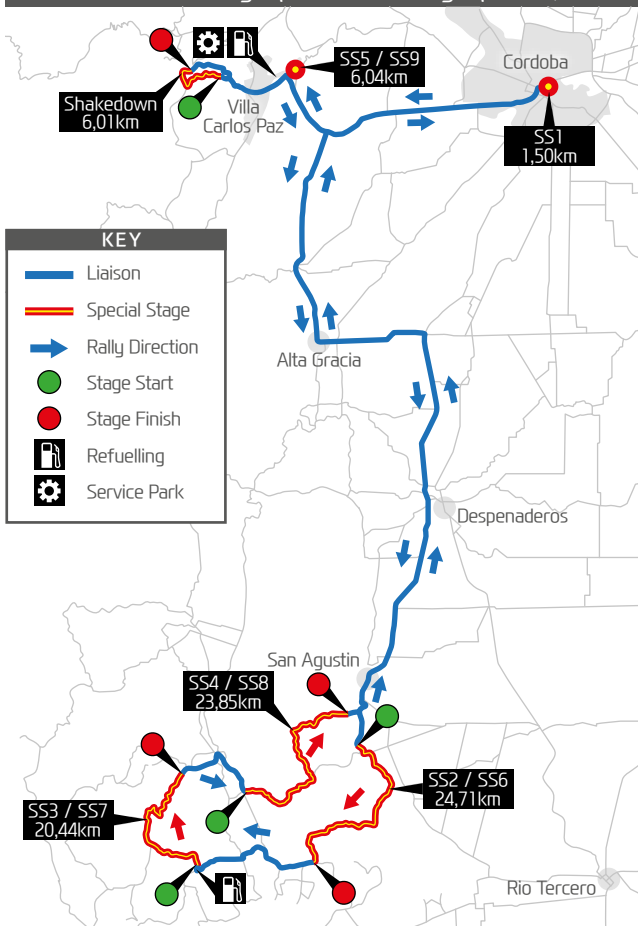 SS5 / SS9
6,04km
Cordoba
Shakedown
6,01km
Villa
Carlos Paz
SS1
1,50km
KEY
Liaison
Special Stage
Rally Direction
Stage Start
Stage Finish
Refuelling
Service Park
Alta Gracia
Despenaderos
San Agustin
SS4 / SS8
23,85km
SS2 / SS6
24,71km
SS3 / SS7
20,44km
Rio Tercero